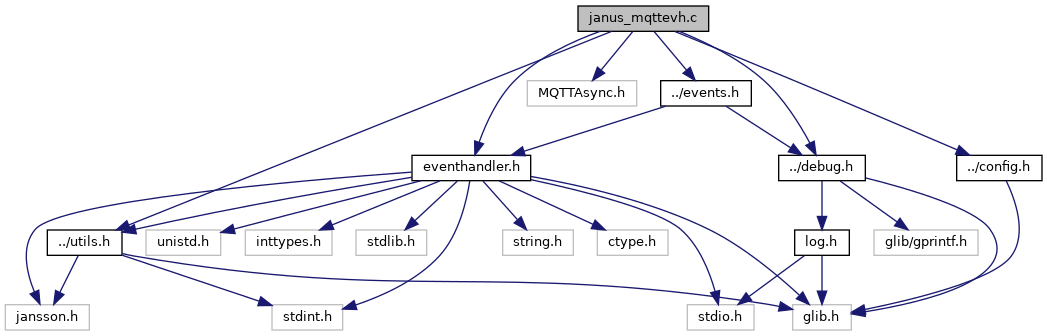 janus_mqttevh.c
MQTTAsync.h
../events.h
eventhandler.h
../debug.h
../config.h
../utils.h
unistd.h
inttypes.h
stdlib.h
string.h
ctype.h
log.h
glib/gprintf.h
jansson.h
stdint.h
stdio.h
glib.h